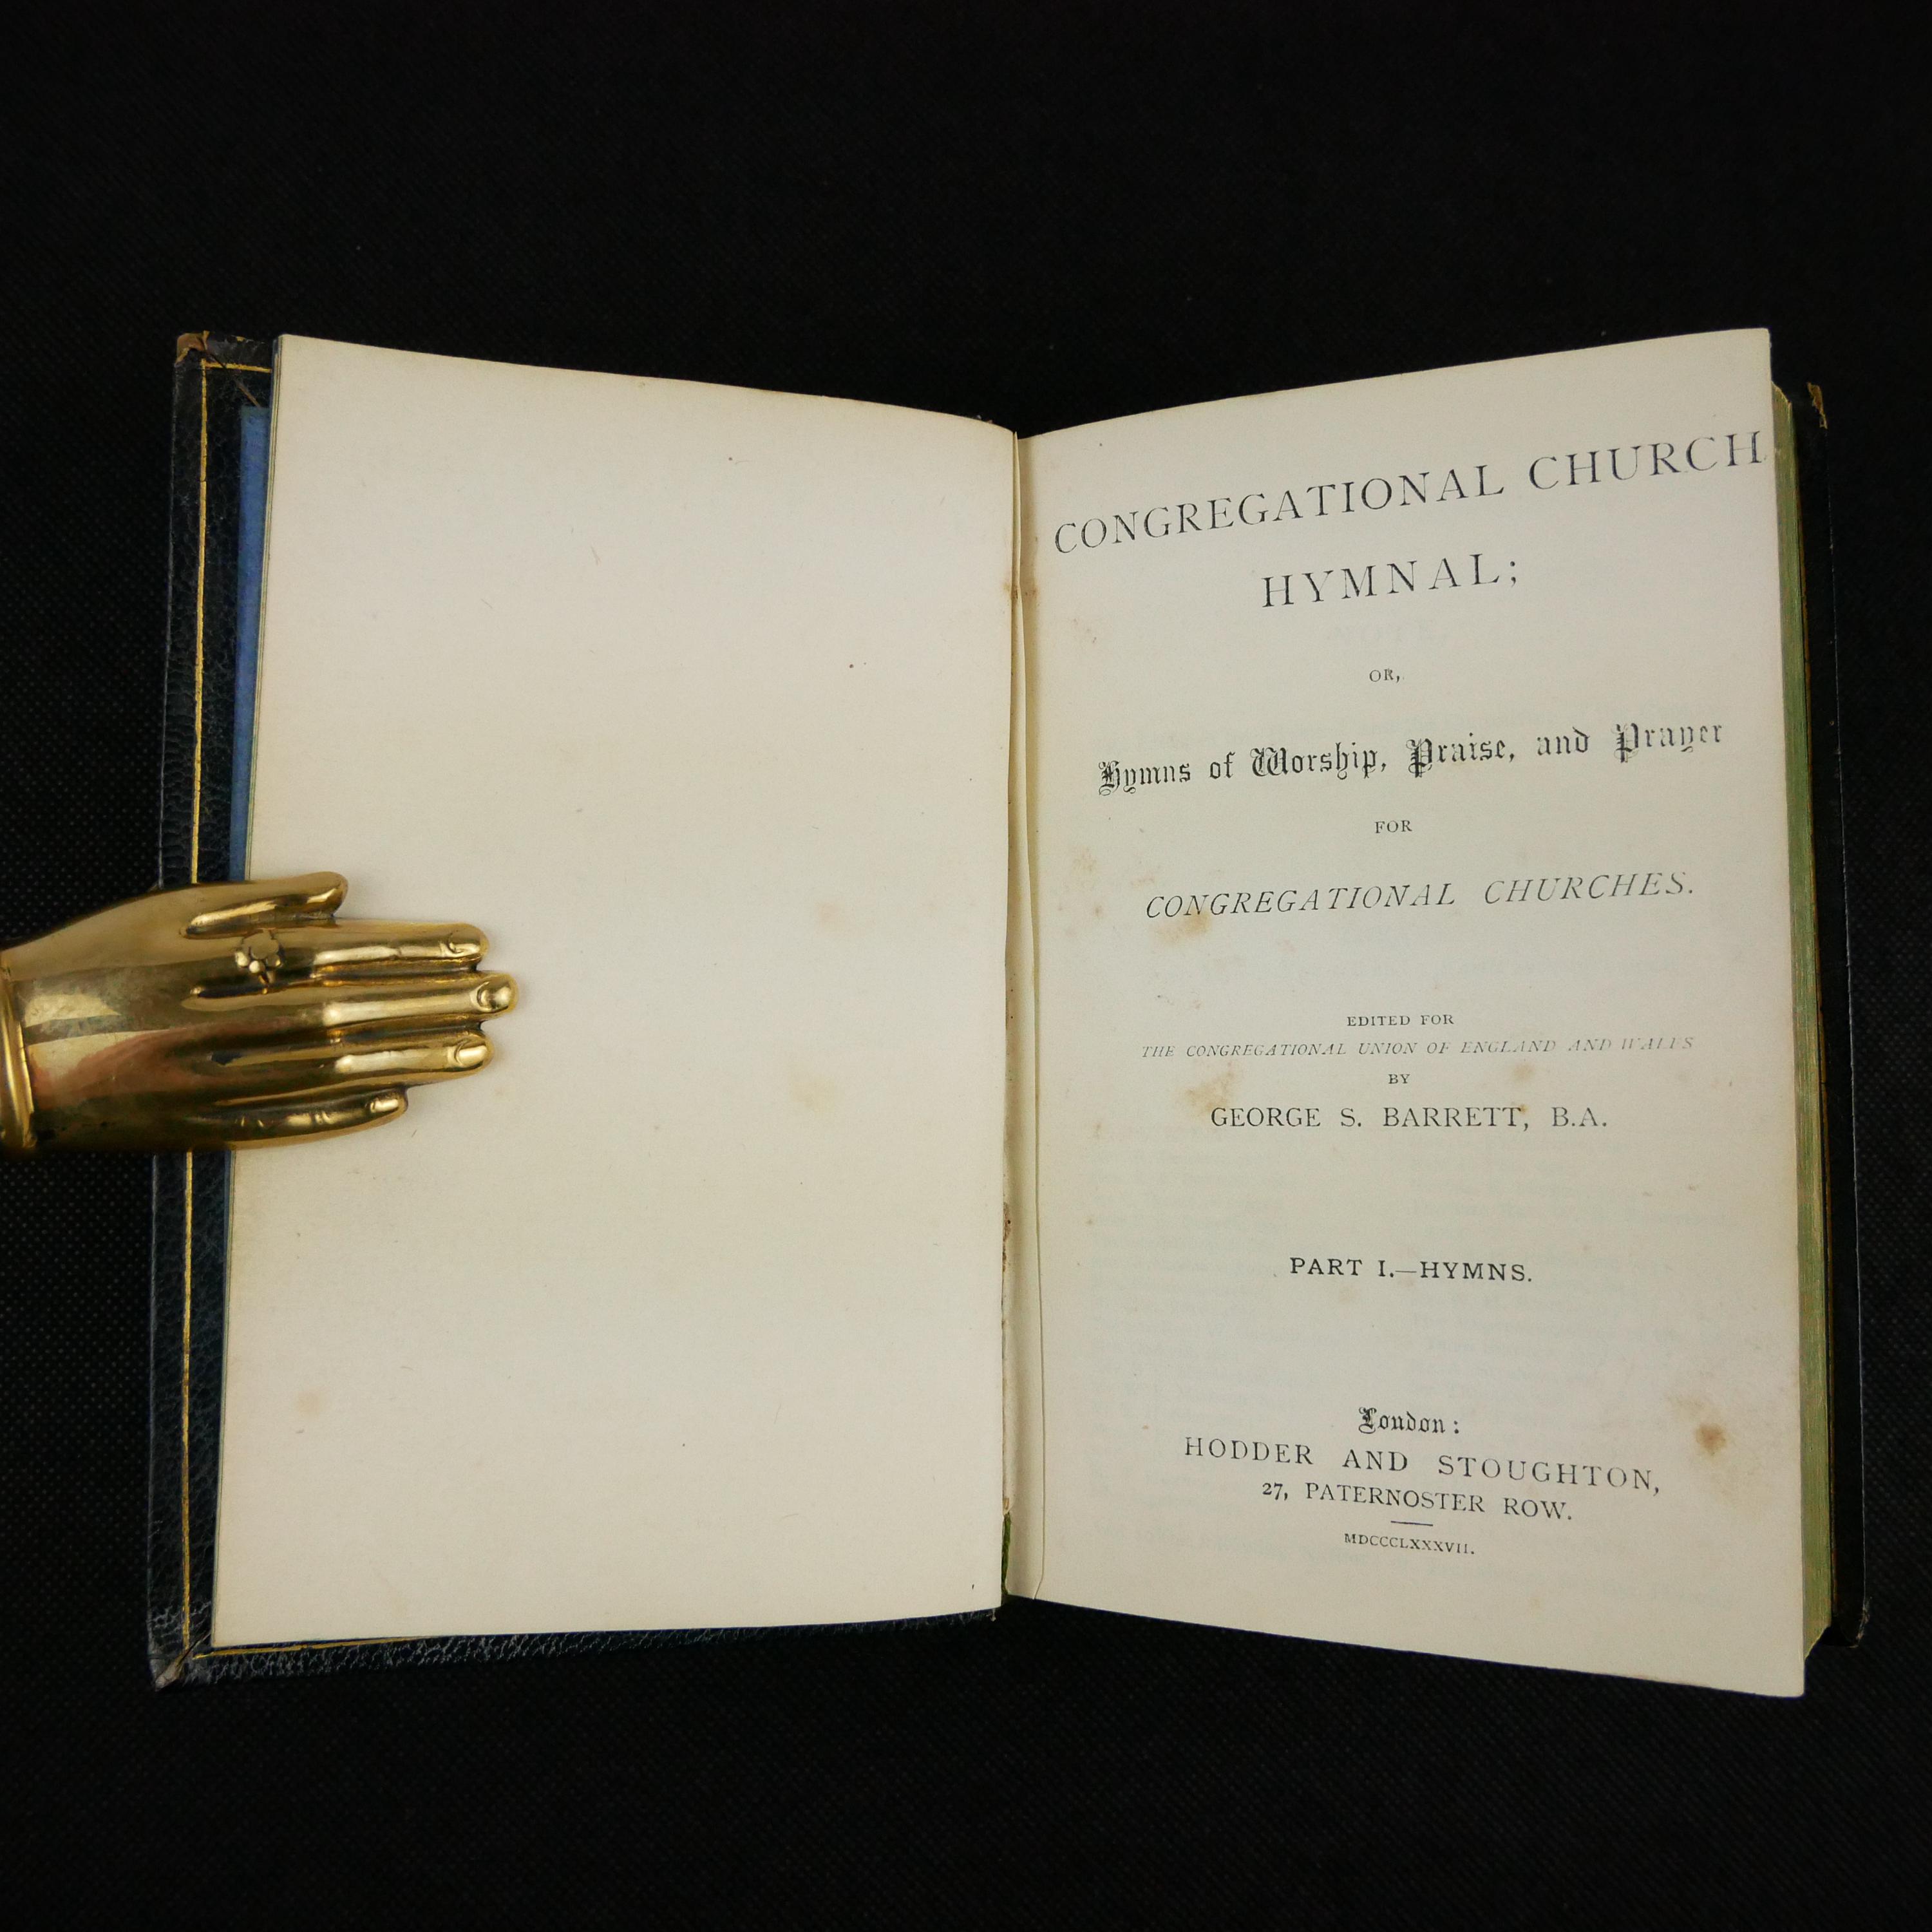 CONGREGATIONAL CHURCH
HYMNAL;
OR,
Hymns of Worship, Praise, and Prayer
FOR
CONGREGATIONAL CHURCHES.
EDITED FOR
THE CONGREGATIONAL UNION OF ENGLAND AND WALES
BY
GEORGE S. BARRETT, B.A.
PART I.—HYMNS.
London:
HODDER AND STOUGHTON,
27, PATERNOSTER ROW.
MDCCCLXXXVII.